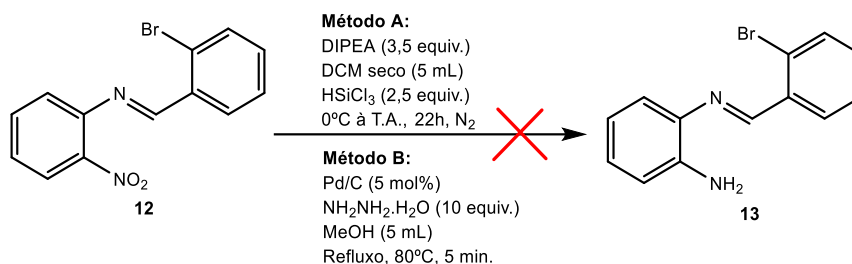 Br
N
NO₂
12
Método A:
DIPEA (3,5 equiv.)
DCM seco (5 mL)
HSiCl₃ (2,5 equiv.)
0ºC à T.A., 22h, N₂
Método B:
Pd/C (5 mol%)
NH₂NH₂.H₂O (10 equiv.)
MeOH (5 mL)
Refluxo, 80ºC, 5 min.
Br
N
NH₂
13